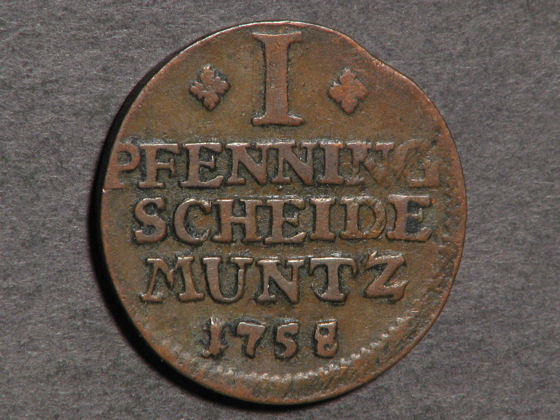 I
PFENNING
SCHEIDE
MUNTZ
1758